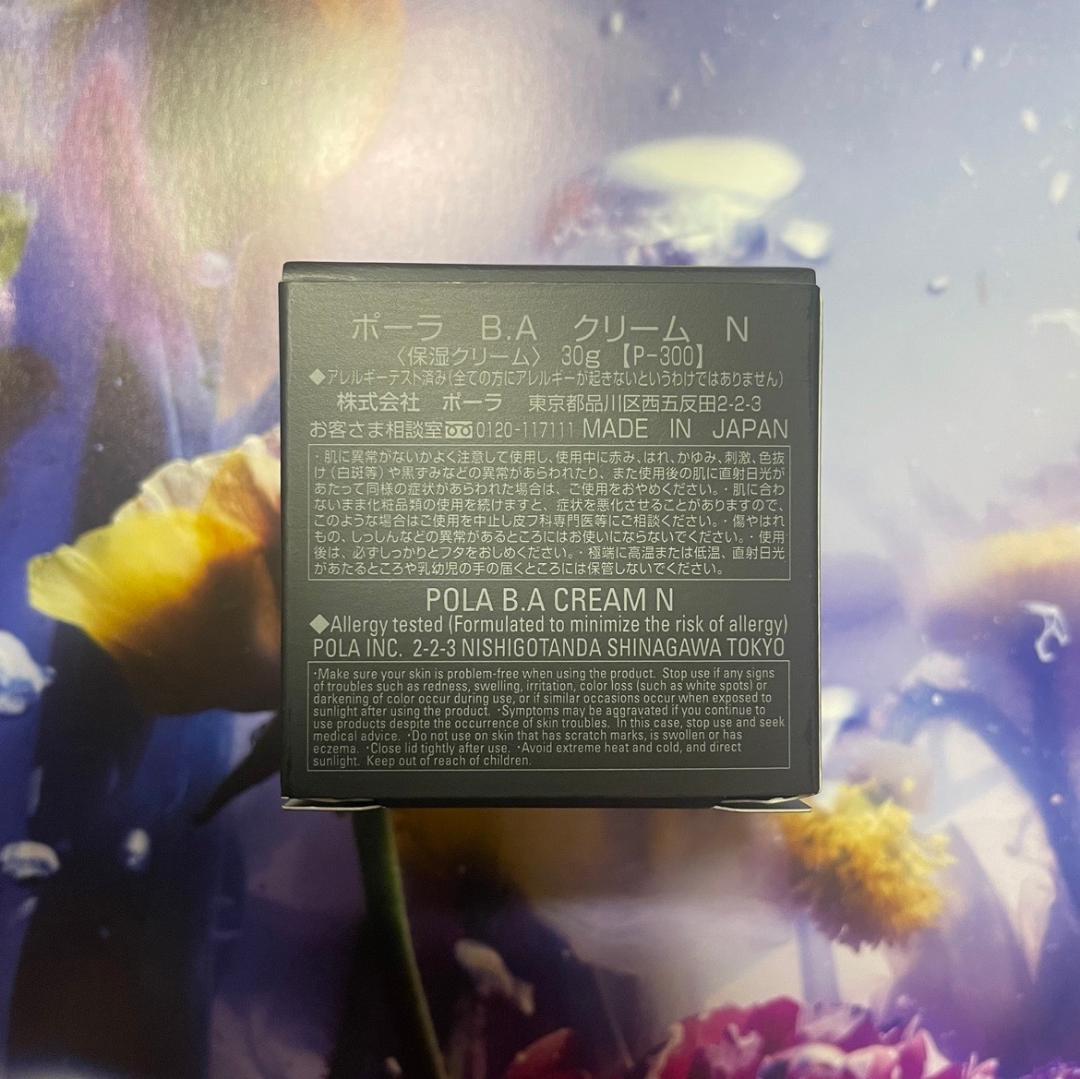 ポーラ B.A クリーム N
〈保湿クリーム〉 30g 【P-300】
◆アレルギーテスト済み(全ての方にアレルギーが起きないというわけではありません)
株式会社 ポーラ 東京都品川区西五反田2-2-3
お客さま相談室 0120-117111 MADE IN JAPAN
・肌に異常がないかよく注意して使用し、使用中に赤み、はれ、かゆみ、刺激、色抜
け(白斑等)や黒ずみなどの異常があらわれたり、また使用後の肌に直射日光が
あたって同様の症状があらわれた場合は、ご使用をおやめください。・肌に合わ
ないまま化粧品類の使用を続けますと、症状を悪化させることがありますので、
このような場合はご使用を中止し皮フ科専門医等にご相談ください。・傷やはれ
もの、しっしんなどの異常があるところにはお使いにならないでください。・使用
後は、必ずしっかりとフタをおしめください。・極端に高温または低温、直射日光
があたるところや乳幼児の手の届くところには保管しないでください。
POLA B.A CREAM N
◆Allergy tested (Formulated to minimize the risk of allergy)
POLA INC. 2-2-3 NISHIGOTANDA SHINAGAWA TOKYO
·Make sure your skin is problem-free when using the product. Stop use if any signs
of troubles such as redness, swelling, irritation, color loss (such as white spots) or
darkening of color occur during use, or if similar occasions occur when exposed to
sunlight after using the product. ·Symptoms may be aggravated if you continue to
use products despite the occurrence of skin troubles. In this case, stop use and seek
medical advice. ·Do not use on skin that has scratch marks, is swollen or has
eczema. ·Close lid tightly after use. ·Avoid extreme heat and cold, and direct
sunlight. Keep out of reach of children.